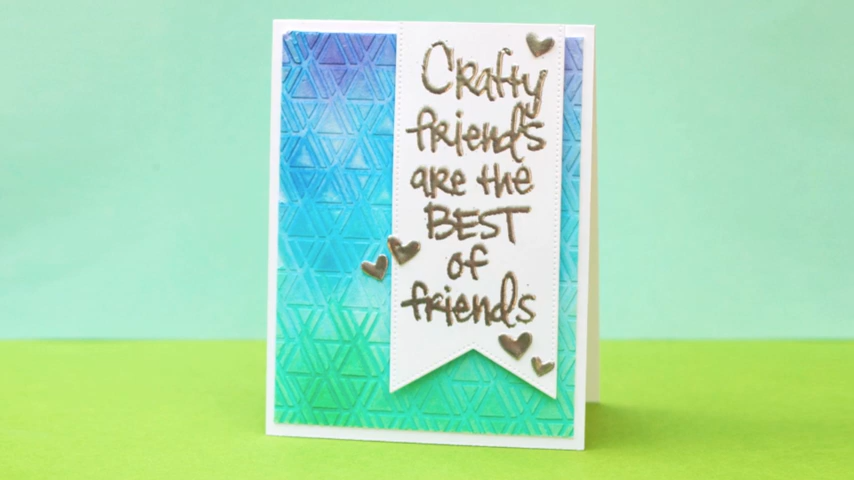 Crafty
friends
are the
BEST
of
friends